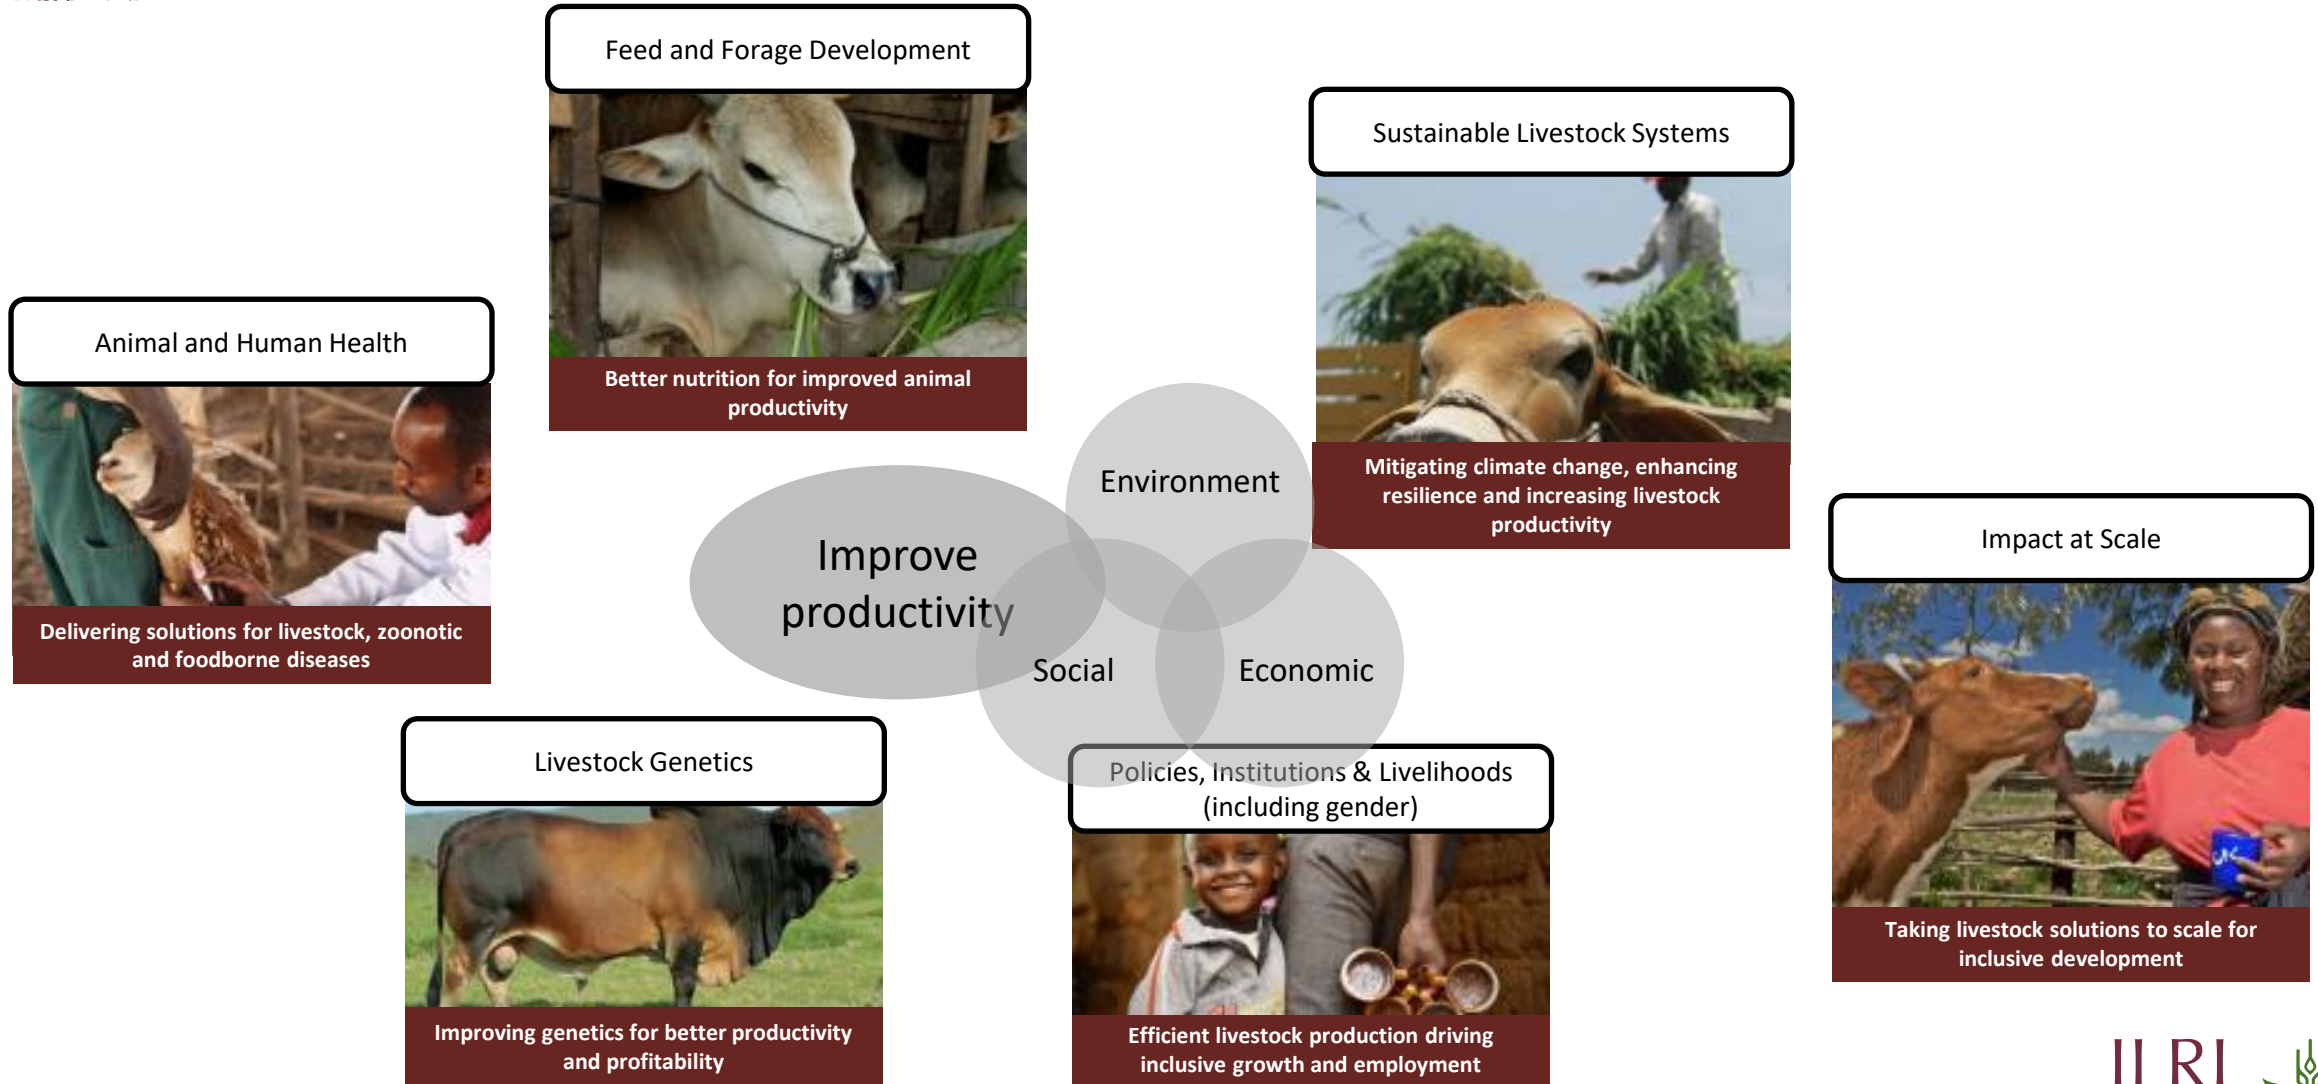 Feed and Forage Development
Better nutrition for improved animal
productivity
Sustainable Livestock Systems
Mitigating climate change, enhancing
resilience and increasing livestock
productivity
Animal and Human Health
Delivering solutions for livestock, zoonotic
and foodborne diseases
Environment
Improve
productivity
Social
Economic
Impact at Scale
Taking livestock solutions to scale for
inclusive development
Livestock Genetics
Improving genetics for better productivity
and profitability
Policies, Institutions & Livelihoods
(including gender)
Efficient livestock production driving
inclusive growth and employment
ILRI